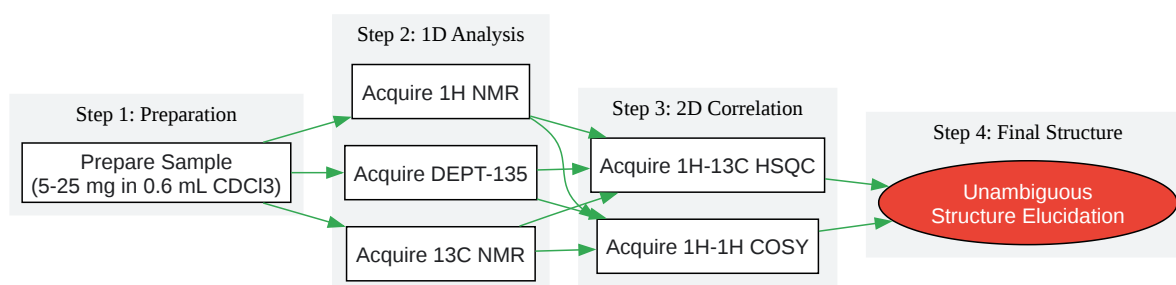 Step 1: Preparation
Prepare Sample
(5-25 mg in 0.6 mL CDCl3)
Step 2: 1D Analysis
Acquire 1H NMR
Acquire DEPT-135
Acquire 13C NMR
Step 3: 2D Correlation
Acquire 1H-13C HSQC
Acquire 1H-1H COSY
Step 4: Final Structure
Unambiguous
Structure Elucidation